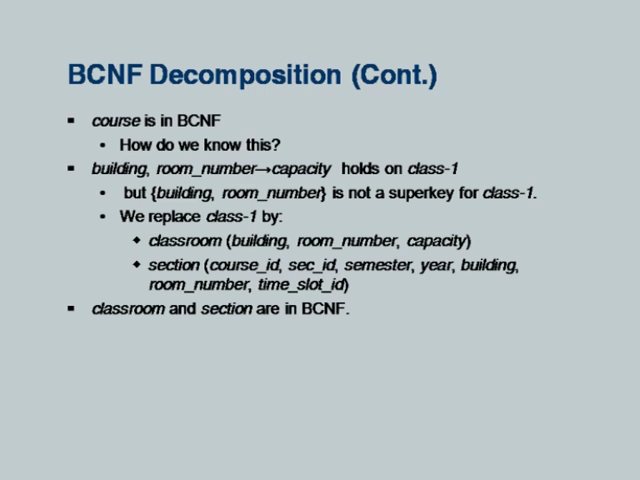 BCNF Decomposition (Cont.)
▪ course is in BCNF
• How do we know this?
▪ building, room_number→capacity holds on class-1
• but {building, room_number} is not a superkey for class-1.
• We replace class-1 by:
◆ classroom (building, room_number, capacity)
◆ section (course_id, sec_id, semester, year, building,
room_number, time_slot_id)
▪ classroom and section are in BCNF.